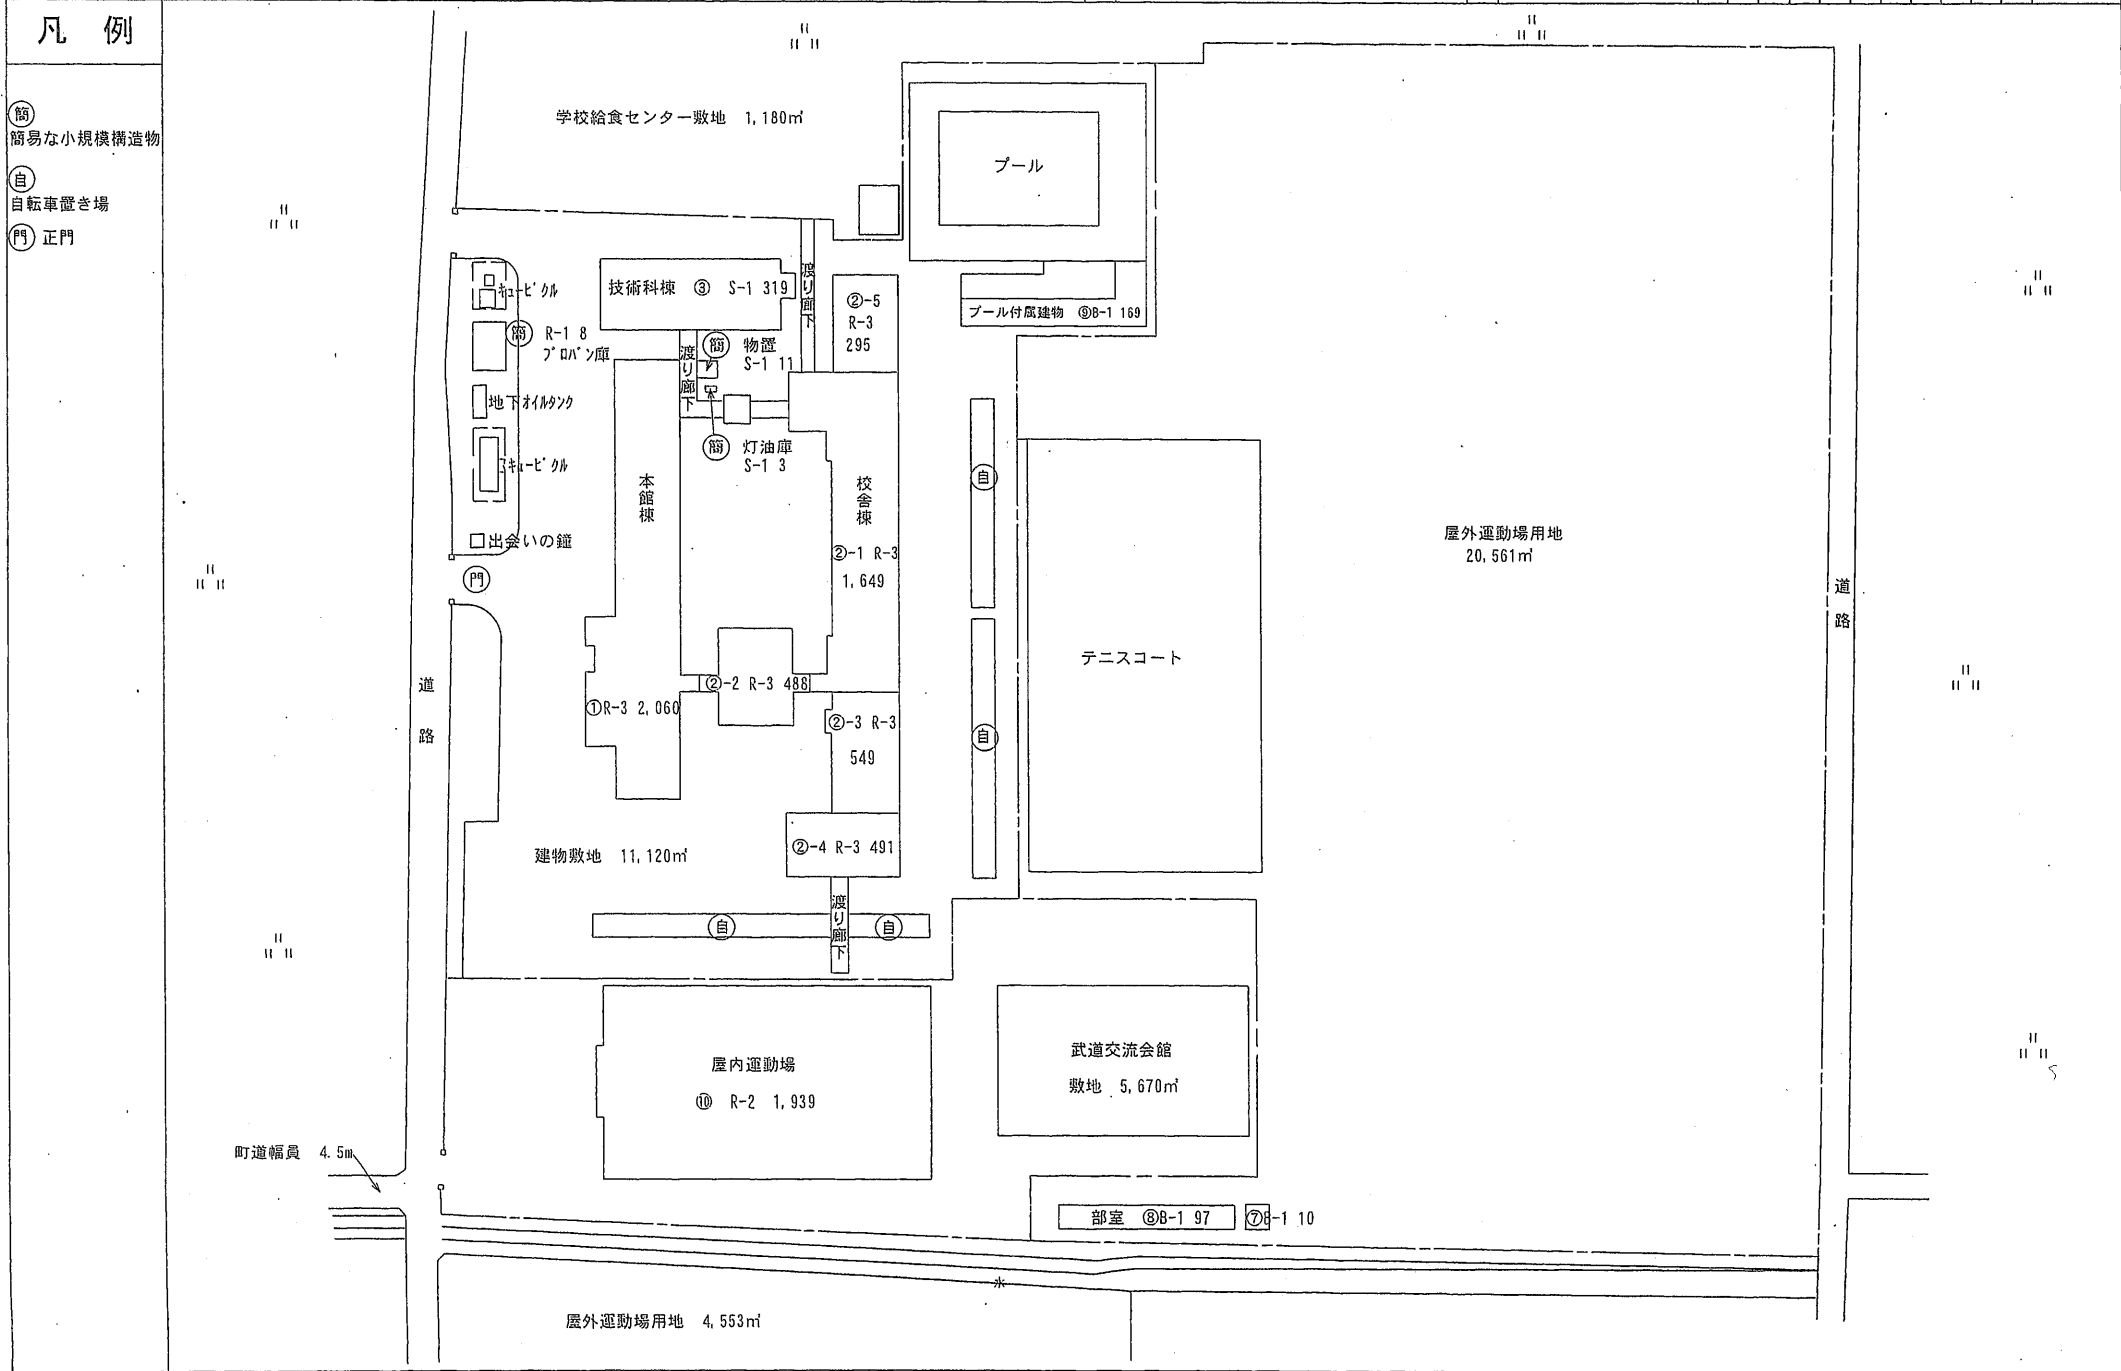 凡 例
簡
簡易な小規模構造物
自
自転車置き場
門 正門
学校給食センター敷地 1,180㎡
プール
技術科棟 ③ S-1 319
渡り廊下
②-5
R-3
295
プール付属建物 ⑨B-1 169
キュービクル
簡 R-1 8
プロパン庫
地下オイルタンク
キュービクル
出会いの鐘
門
渡り廊下
簡 物置
S-1 11
簡 灯油庫
S-1 3
本館棟
校舎棟
②-1 R-3
1,649
自
屋外運動場用地
20,561㎡
道路
テニスコート
道路
①R-3 2,060
②-2 R-3 488
②-3 R-3
549
自
建物敷地 11,120㎡
②-4 R-3 491
渡り廊下
自
自
屋内運動場
⑩ R-2 1,939
武道交流会館
敷地 5,670㎡
町道幅員 4.5m
部室 ⑧B-1 97
⑦B-1 10
水
屋外運動場用地 4,553㎡